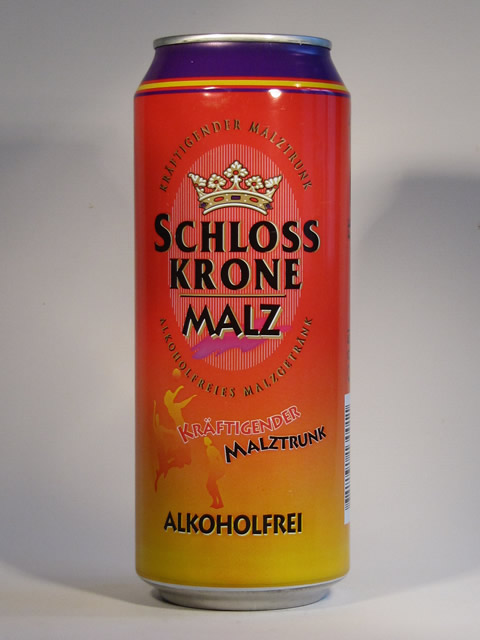 KRÄFTIGENDER MALZTRUNK
SCHLOSS
KRONE
MALZ
ALKOHOLFREIES MALZGETRÄNK
KRÄFTIGENDER
MALZTRUNK
ALKOHOLFREI